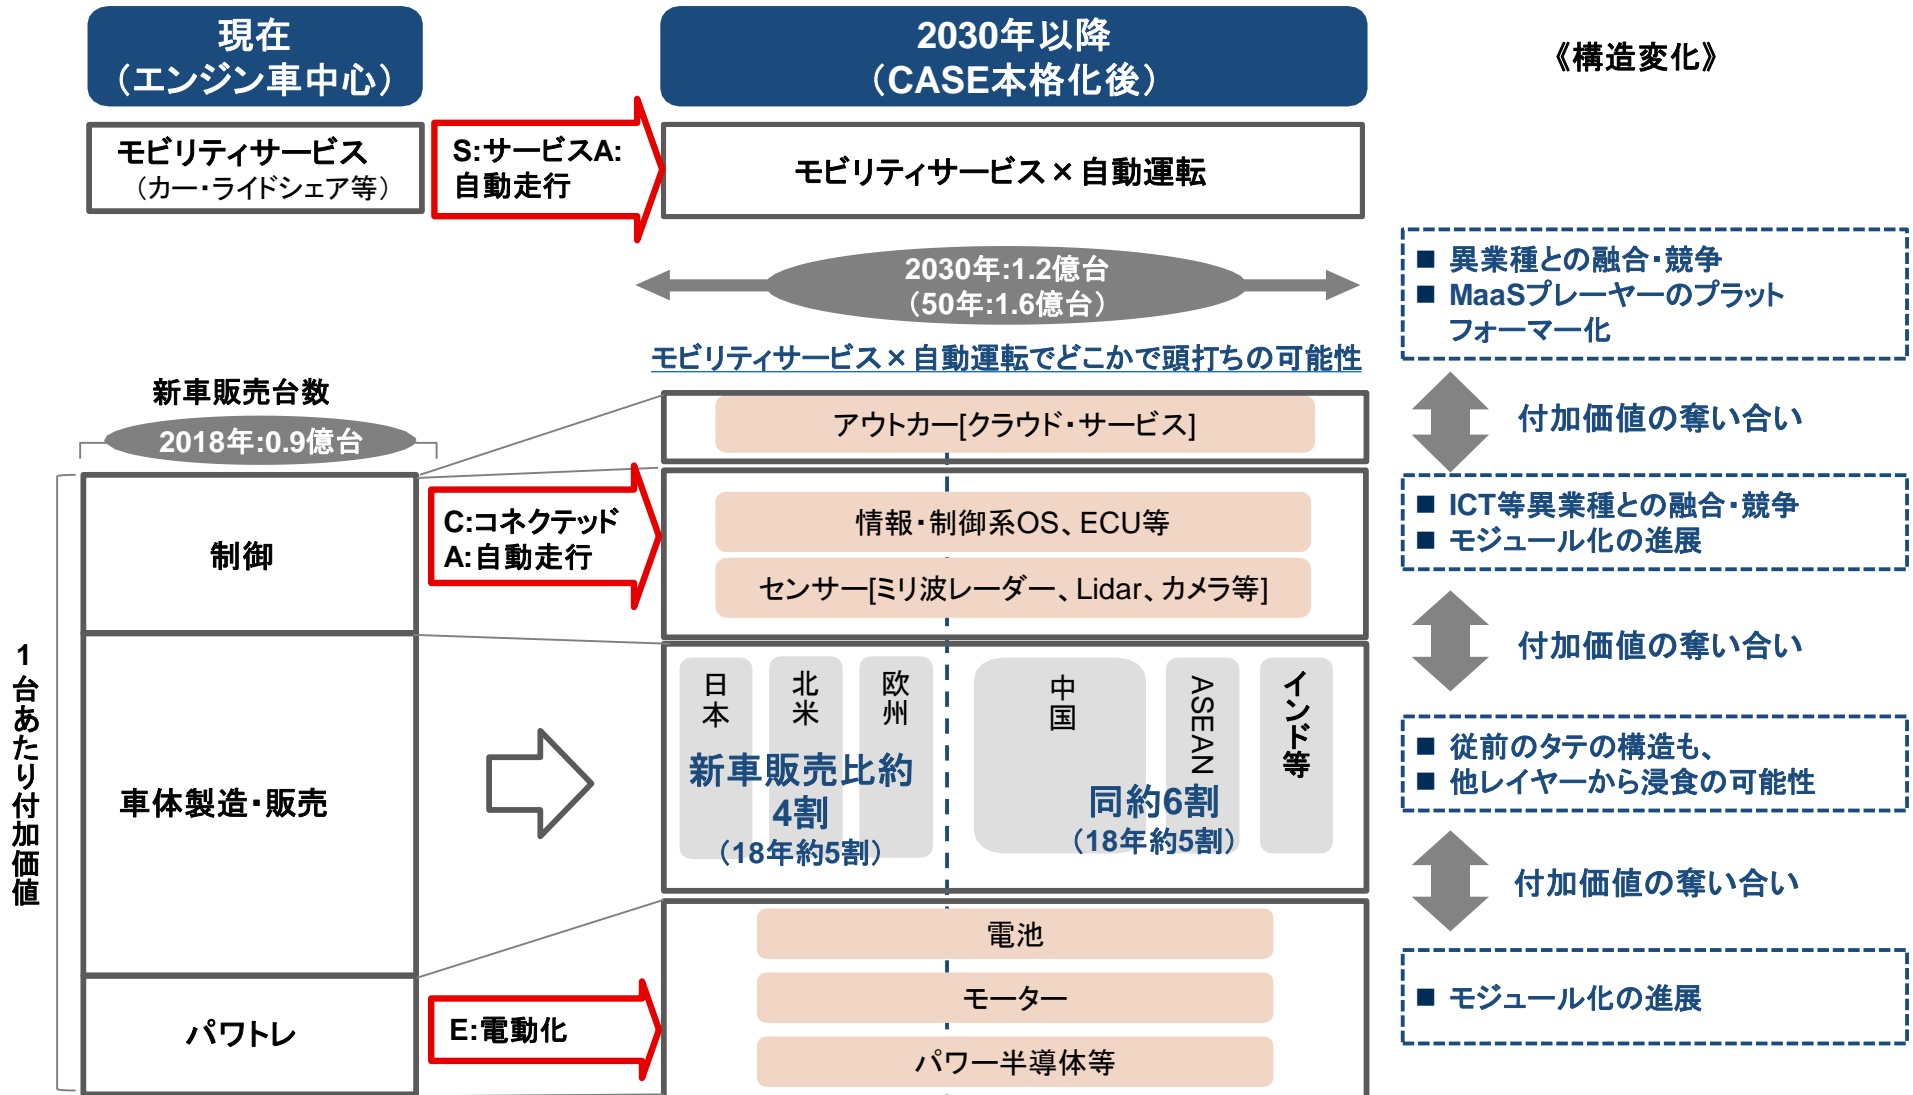 現在
（エンジン車中心）
2030年以降
（CASE本格化後）
《構造変化》
モビリティサービス
（カー・ライドシェア等）
S:サービスA:
自動走行
モビリティサービス×自動運転
2030年:1.2億台
（50年:1.6億台）
■ 異業種との融合・競争
■ MaaSプレーヤーのプラット
フォーマー化
モビリティサービス×自動運転でどこかで頭打ちの可能性
新車販売台数
2018年:0.9億台
アウトカー[クラウド・サービス]
付加価値の奪い合い
制御
C:コネクテッド
A:自動走行
情報・制御系OS、ECU等
センサー[ミリ波レーダー、Lidar、カメラ等]
■ ICT等異業種との融合・競争
■ モジュール化の進展
付加価値の奪い合い
1台あたり付加価値
車体製造・販売
日本
北米
欧州
中国
ASEAN
インド等
新車販売比約
4割
（18年約5割）
同約6割
（18年約5割）
■ 従前のタテの構造も、
■ 他レイヤーから浸食の可能性
付加価値の奪い合い
パワトレ
E:電動化
電池
モーター
パワー半導体等
■ モジュール化の進展